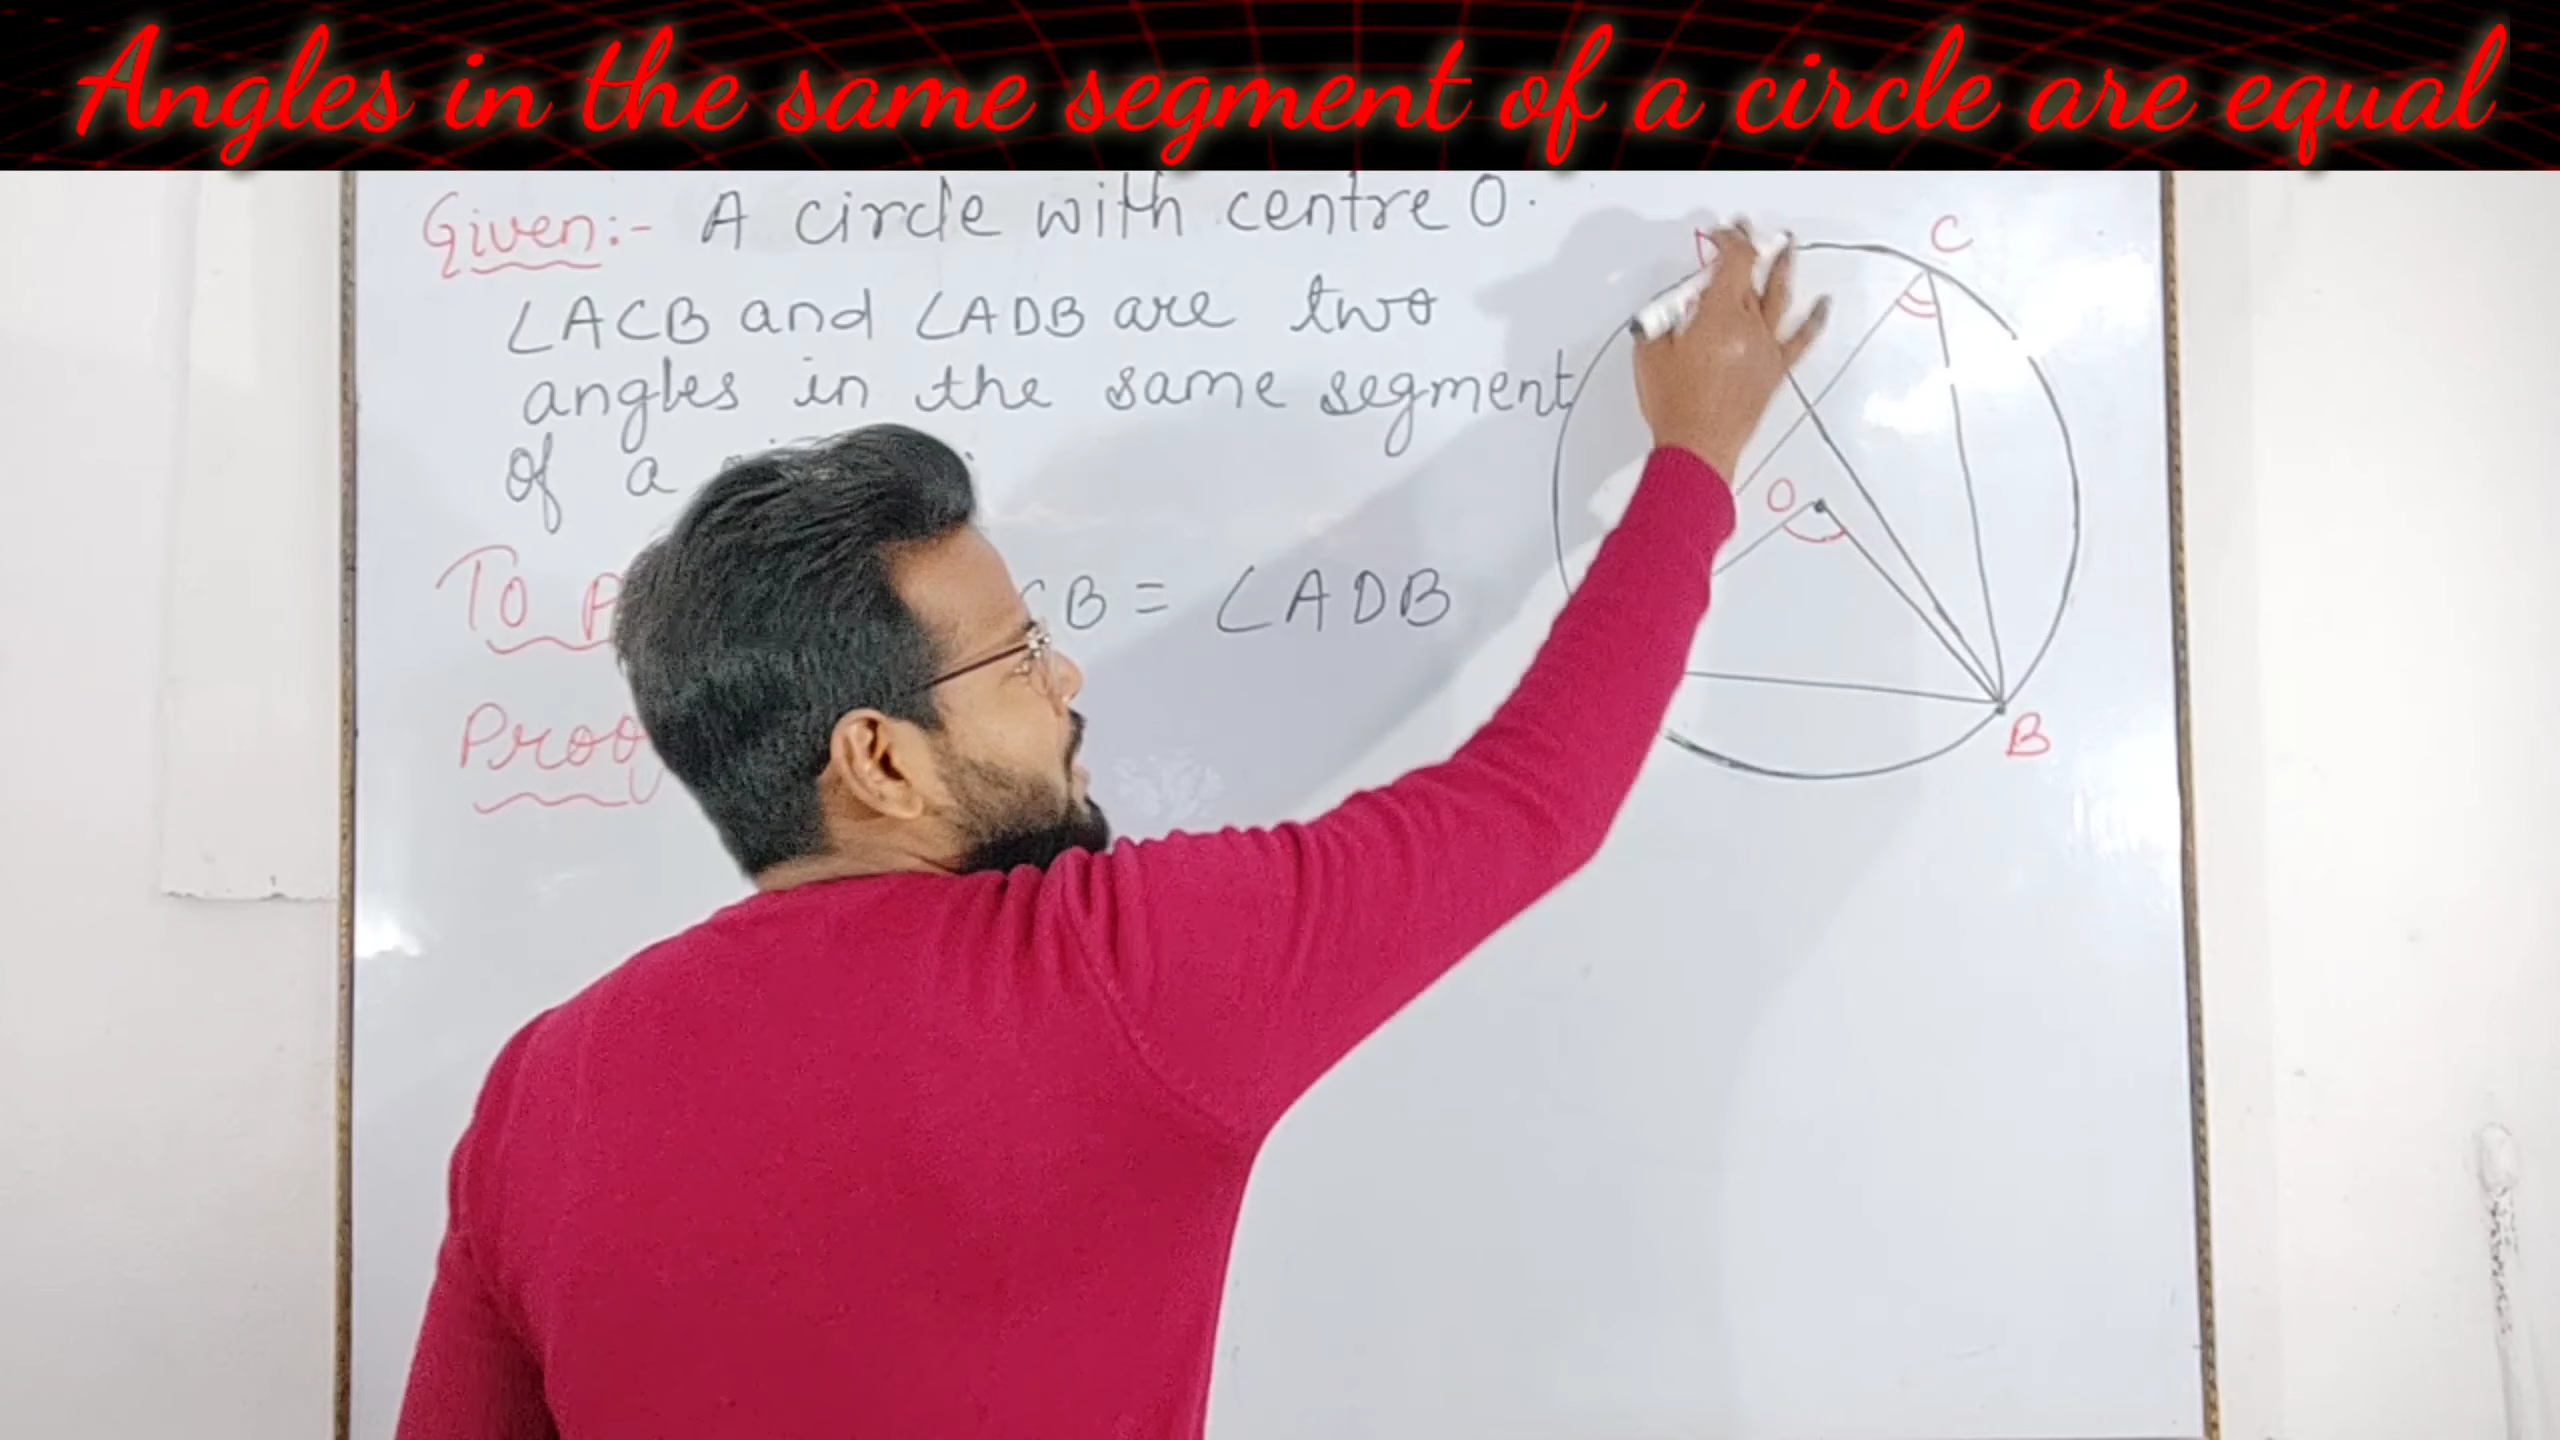 Angles in the same segment of a circle are equal
Given:- A circle with centre O.
∠ACB and ∠ADB are two
angles in the same segment
of a
To
B = ∠ADB
C
O
B